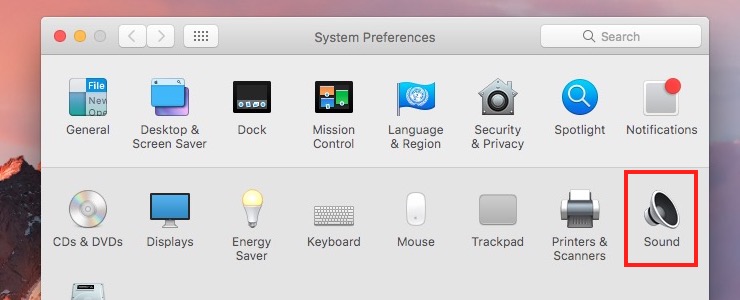 System Preferences
Search
File
New
Ope
General
Desktop &
Screen Saver
Dock
Mission
Control
Language
& Region
Security
& Privacy
Spotlight
Notifications
CDs & DVDs
Displays
Energy
Saver
Keyboard
Mouse
Trackpad
Printers &
Scanners
Sound